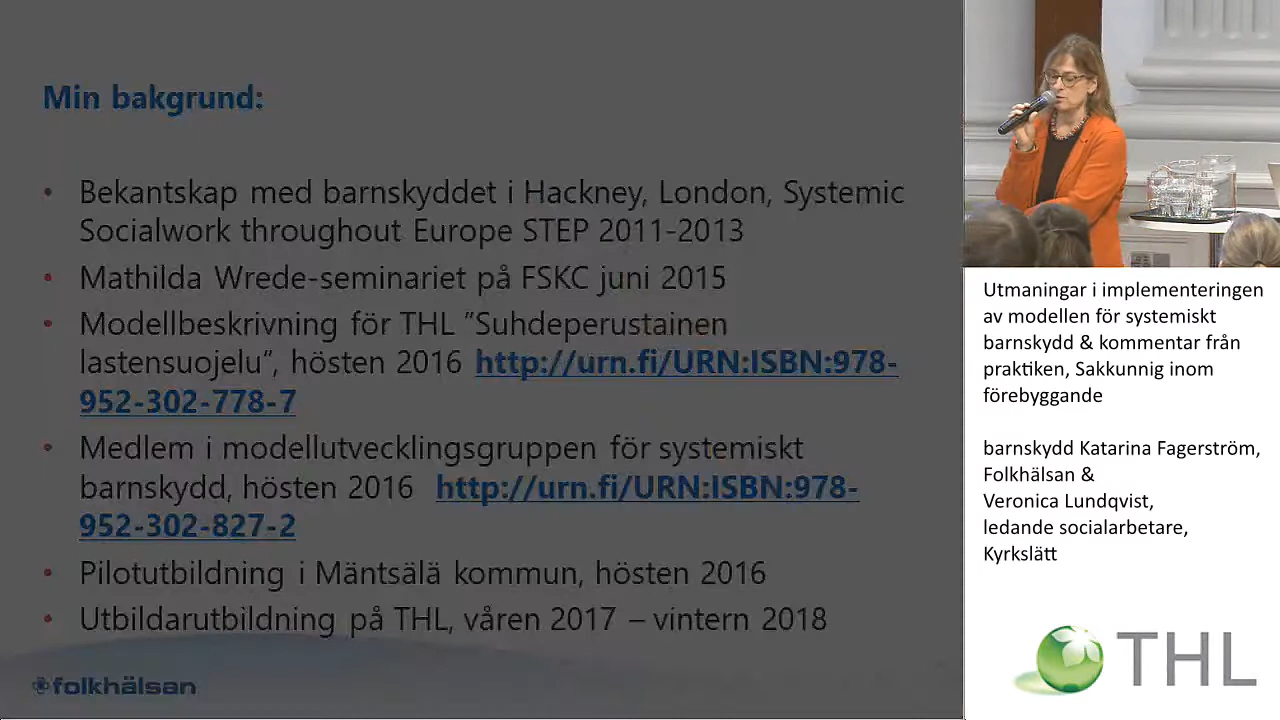 Min bakgrund:
• Bekantskap med barnskyddet i Hackney, London, Systemic
Socialwork throughout Europe STEP 2011-2013
• Mathilda Wrede-seminariet på FSKC juni 2015
• Modellbeskrivning för THL ”Suhdeperustainen
lastensuojelu”, hösten 2016 http://urn.fi/URN:ISBN:978-
952-302-778-7
• Medlem i modellutvecklingsgruppen för systemiskt
barnskydd, hösten 2016 http://urn.fi/URN:ISBN:978-
952-302-827-2
• Pilotutbildning i Mäntsälä kommun, hösten 2016
• Utbildarutbildning på THL, våren 2017 – vintern 2018
folkhälsan
Utmaningar i implementeringen
av modellen för systemiskt
barnskydd & kommentar från
praktiken, Sakkunnig inom
förebyggande
barnskydd Katarina Fagerström,
Folkhälsan &
Veronica Lundqvist,
ledande socialarbetare,
Kyrkslätt
THL